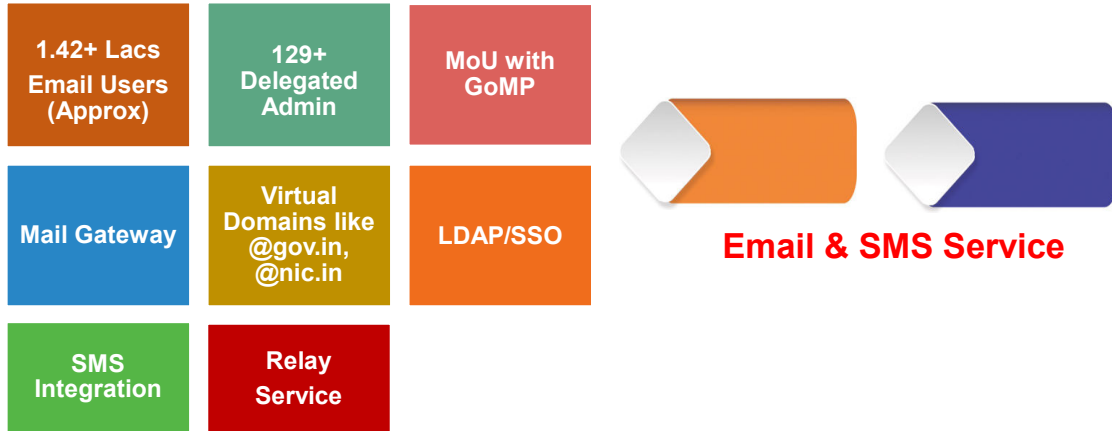 1.42+ Lacs
Email Users
(Approx)
129+
Delegated
Admin
MoU with
GoMP
Mail Gateway
Virtual
Domains like
@gov.in,
@nic.in
LDAP/SSO
SMS
Integration
Relay
Service
Email & SMS Service